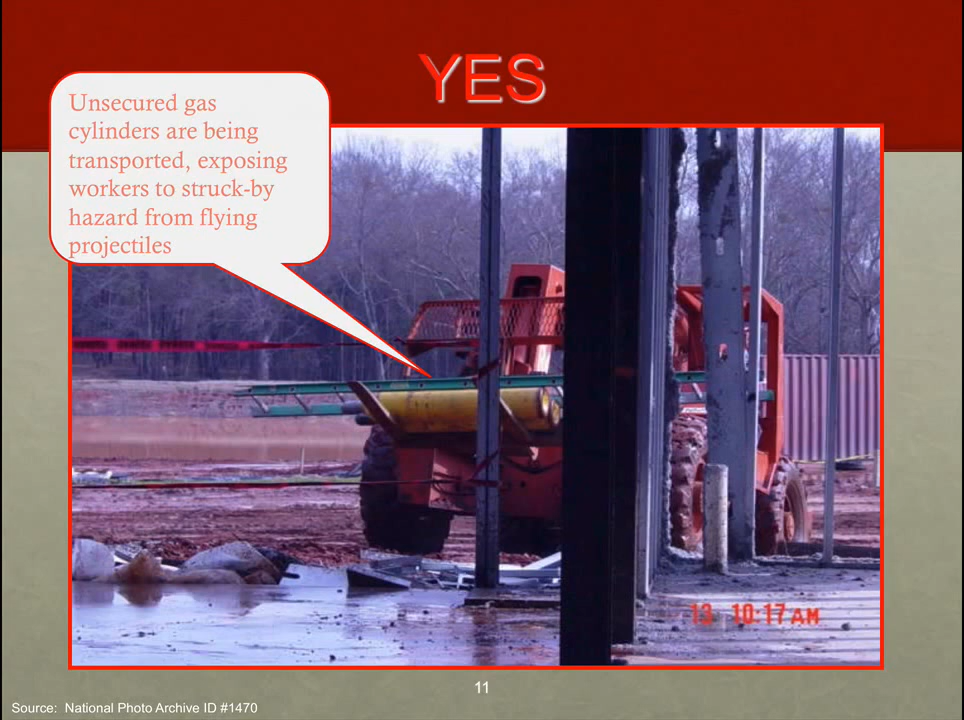 YES
Unsecured gas
cylinders are being
transported, exposing
workers to struck-by
hazard from flying
projectiles
13 10:17AM
11
Source: National Photo Archive ID #1470